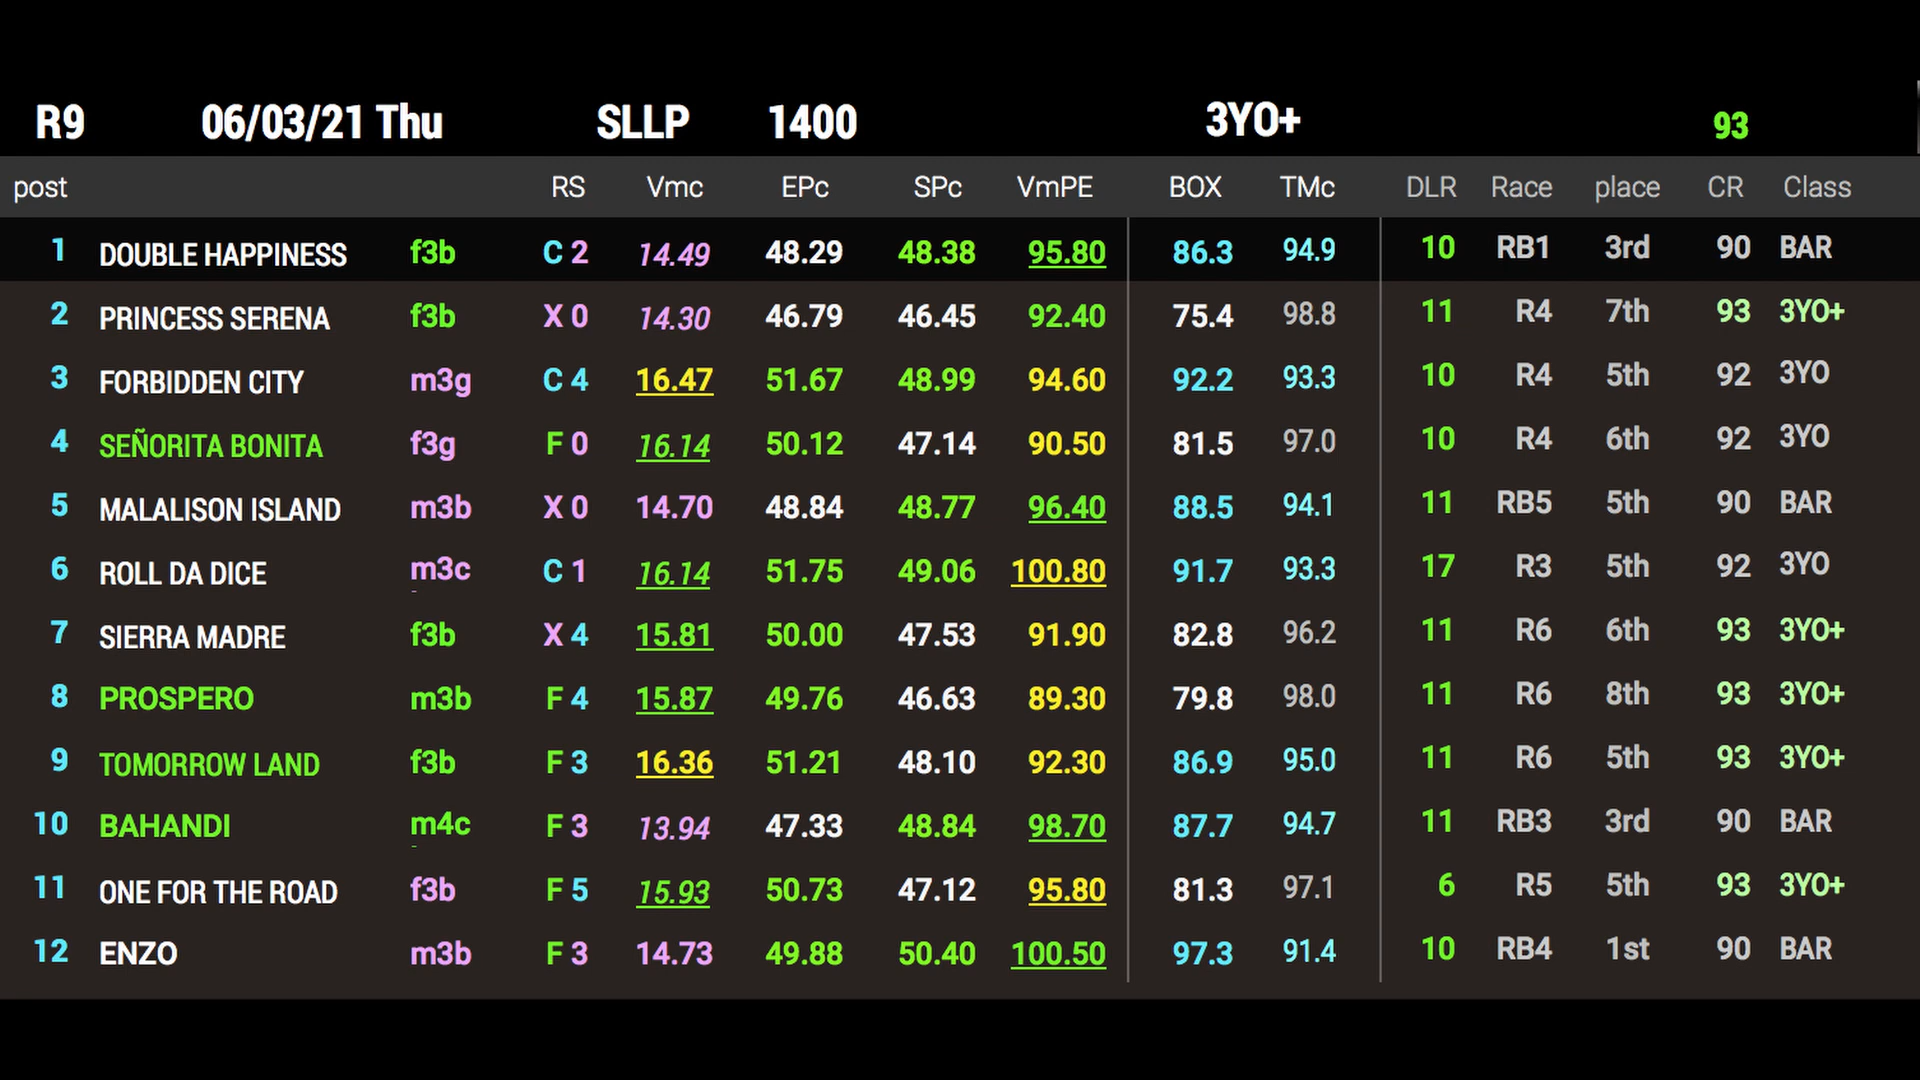 R9 06/03/21 Thu SLLP 1400 3YO+ 93
post RS Vmc EPc SPc VmPE BOX TMc DLR Race place CR Class
1 DOUBLE HAPPINESS f3b C 2 14.49 48.29 48.38 95.80 86.3 94.9 10 RB1 3rd 90 BAR
2 PRINCESS SERENA f3b X 0 14.30 46.79 46.45 92.40 75.4 98.8 11 R4 7th 93 3YO+
3 FORBIDDEN CITY m3g C 4 16.47 51.67 48.99 94.60 92.2 93.3 10 R4 5th 92 3YO
4 SEÑORITA BONITA f3g F 0 16.14 50.12 47.14 90.50 81.5 97.0 10 R4 6th 92 3YO
5 MALALISON ISLAND m3b X 0 14.70 48.84 48.77 96.40 88.5 94.1 11 RB5 5th 90 BAR
6 ROLL DA DICE m3c C 1 16.14 51.75 49.06 100.80 91.7 93.3 17 R3 5th 92 3YO
7 SIERRA MADRE f3b X 4 15.81 50.00 47.53 91.90 82.8 96.2 11 R6 6th 93 3YO+
8 PROSPERO m3b F 4 15.87 49.76 46.63 89.30 79.8 98.0 11 R6 8th 93 3YO+
9 TOMORROW LAND f3b F 3 16.36 51.21 48.10 92.30 86.9 95.0 11 R6 5th 93 3YO+
10 BAHANDI m4c F 3 13.94 47.33 48.84 98.70 87.7 94.7 11 RB3 3rd 90 BAR
11 ONE FOR THE ROAD f3b F 5 15.93 50.73 47.12 95.80 81.3 97.1 6 R5 5th 93 3YO+
12 ENZO m3b F 3 14.73 49.88 50.40 100.50 97.3 91.4 10 RB4 1st 90 BAR